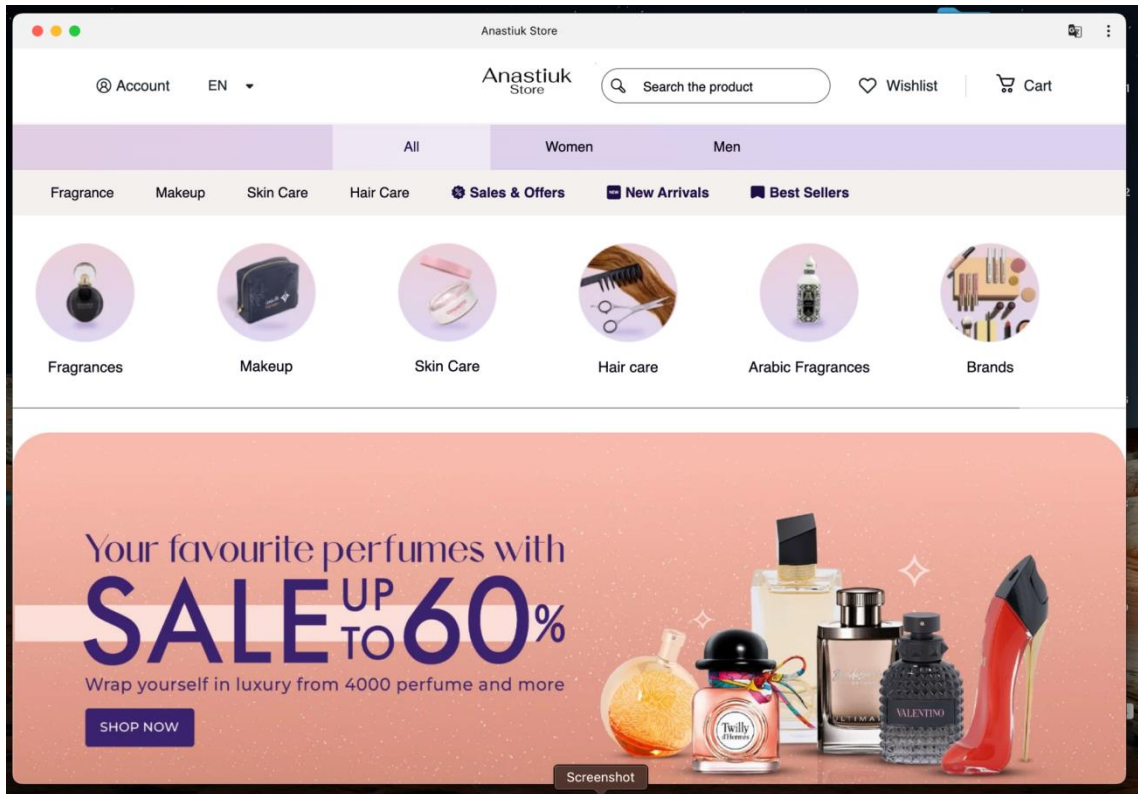 Anastiuk Store
Account
EN
Anastiuk
Store
Search the product
Wishlist
Cart
All
Women
Men
Fragrance
Makeup
Skin Care
Hair Care
Sales & Offers
NEW
New Arrivals
Best Sellers
Fragrances
Makeup
Skin Care
Hair care
Arabic Fragrances
Brands
Your favourite perfumes with
SALE UP TO 60%
Wrap yourself in luxury from 4000 perfume and more
SHOP NOW
Twilly
d'Hermès
ULTIMA
VALENTINO
Screenshot